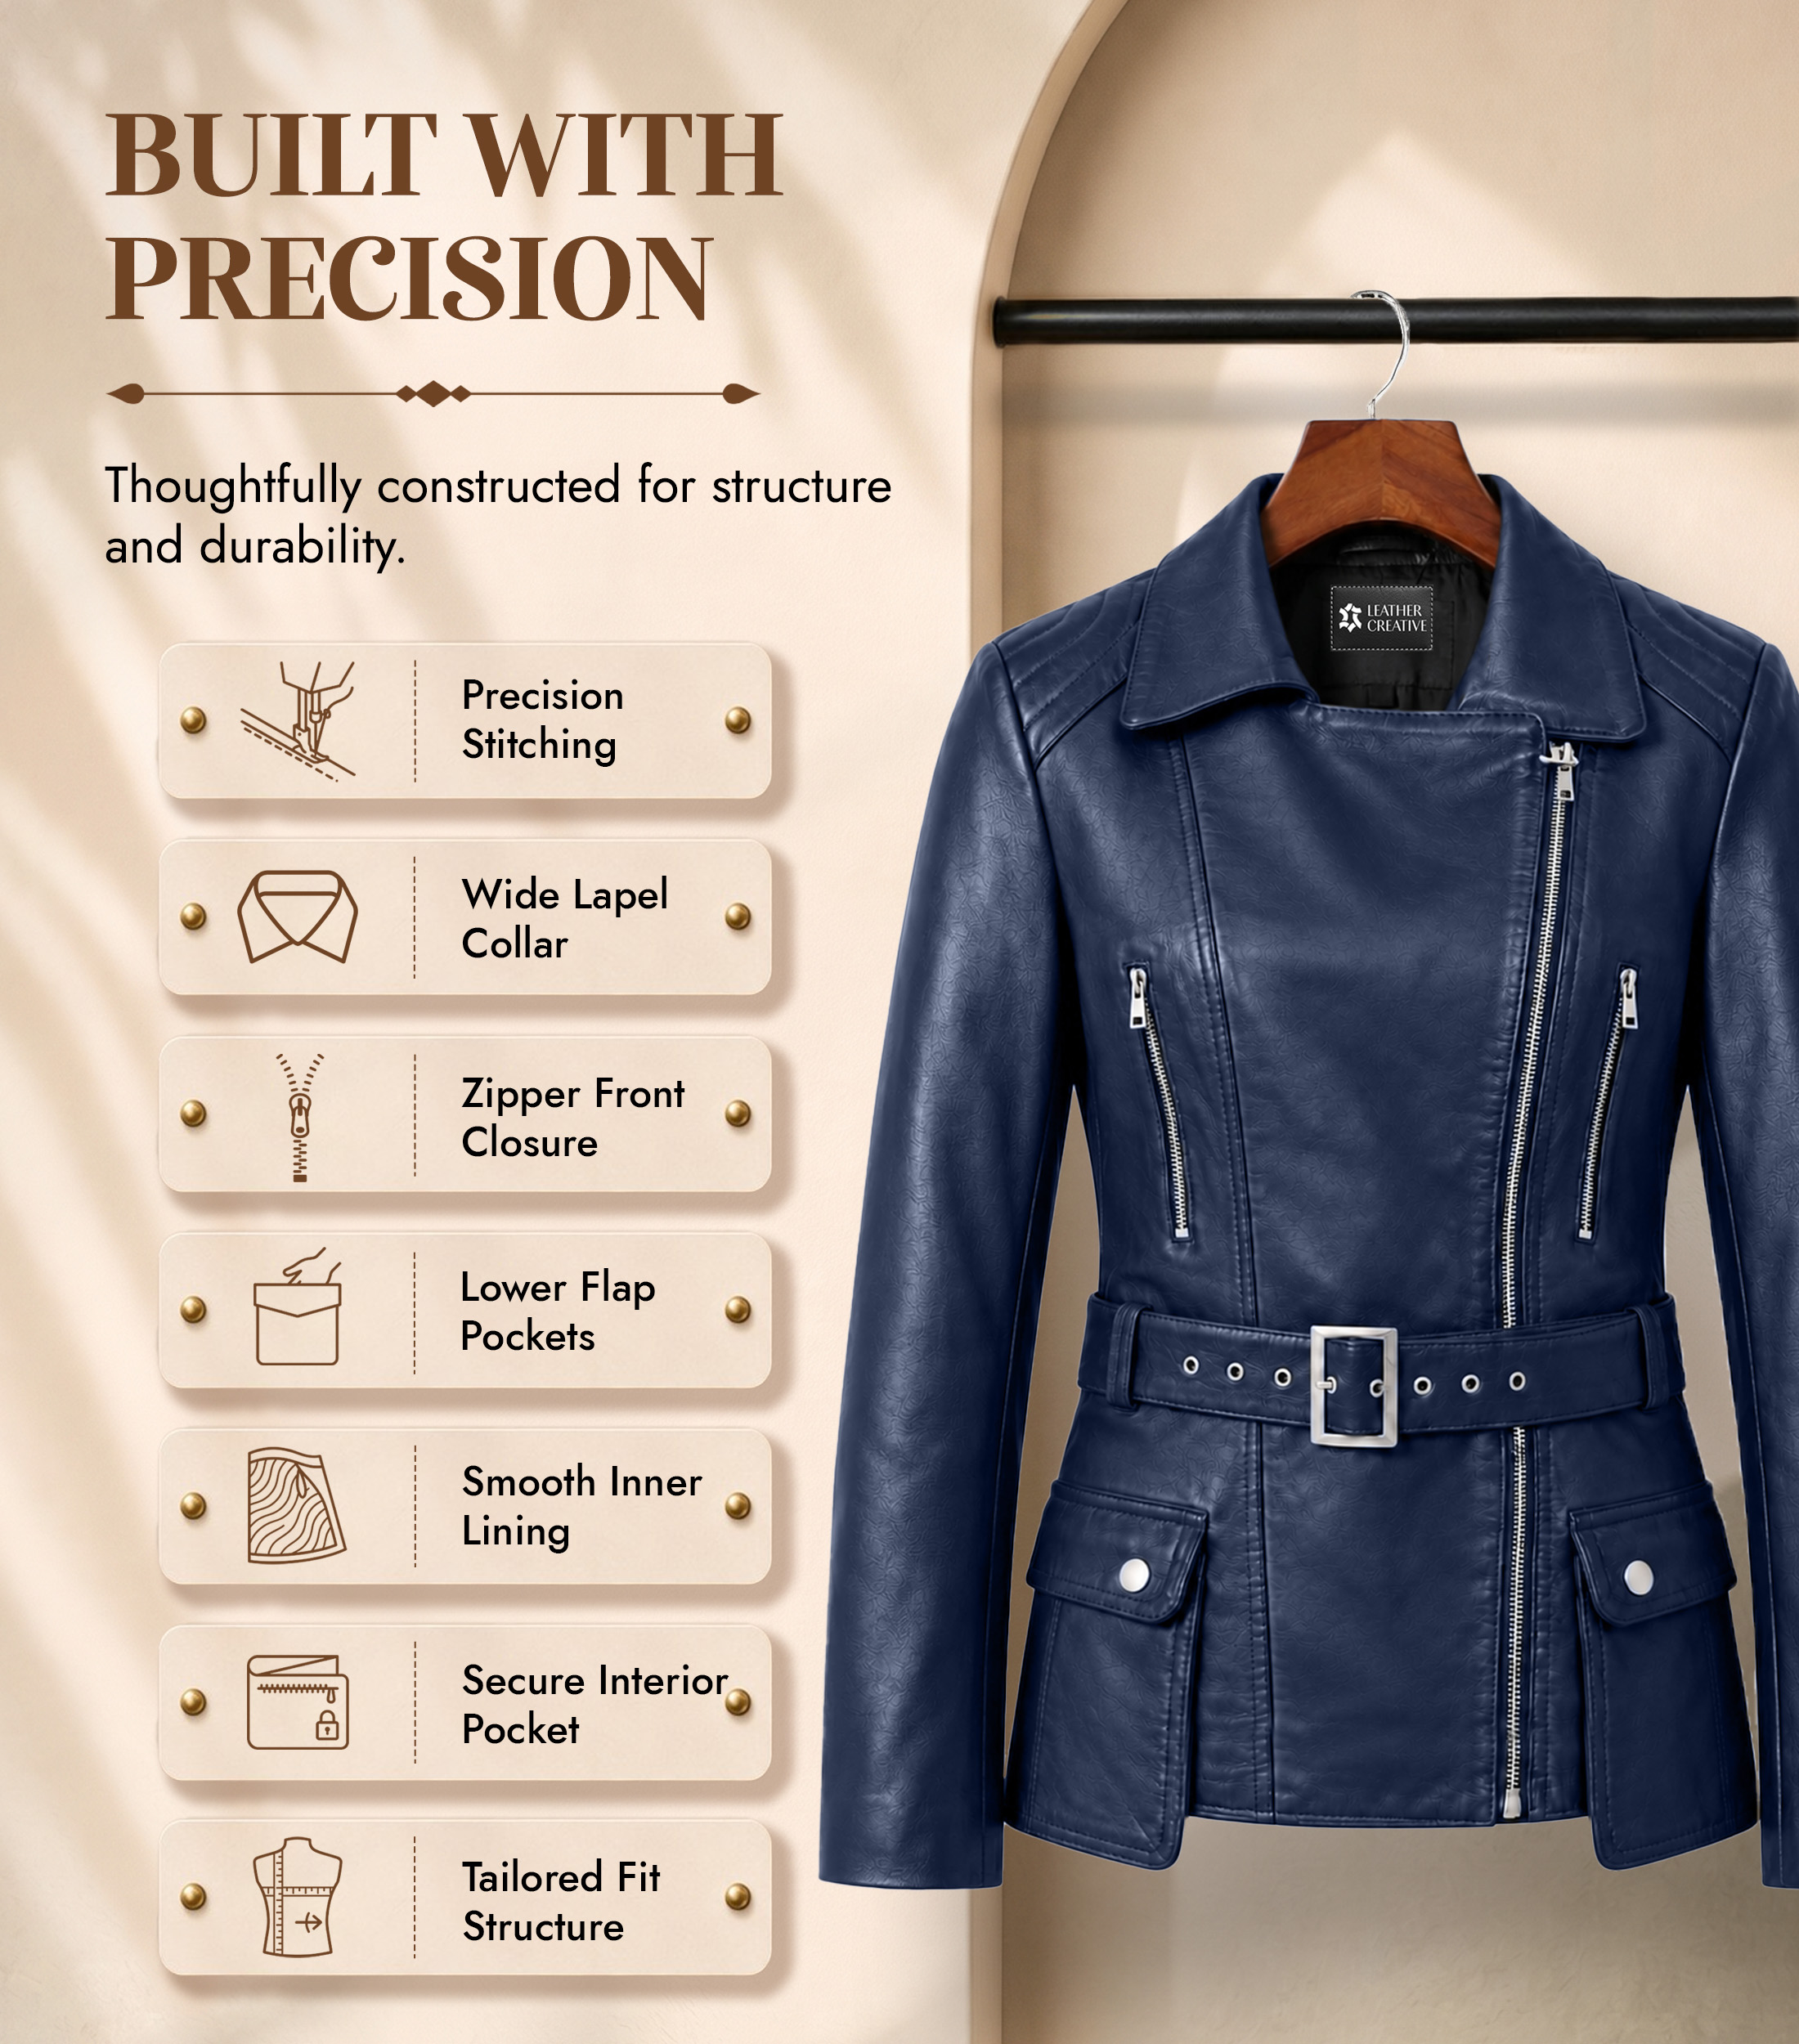 BUILT WITH
PRECISION
Thoughtfully constructed for structure
and durability.
Precision
Stitching
Wide Lapel
Collar
Zipper Front
Closure
Lower Flap
Pockets
Smooth Inner
Lining
Secure Interior
Pocket
Tailored Fit
Structure
LEATHER
CREATIVE